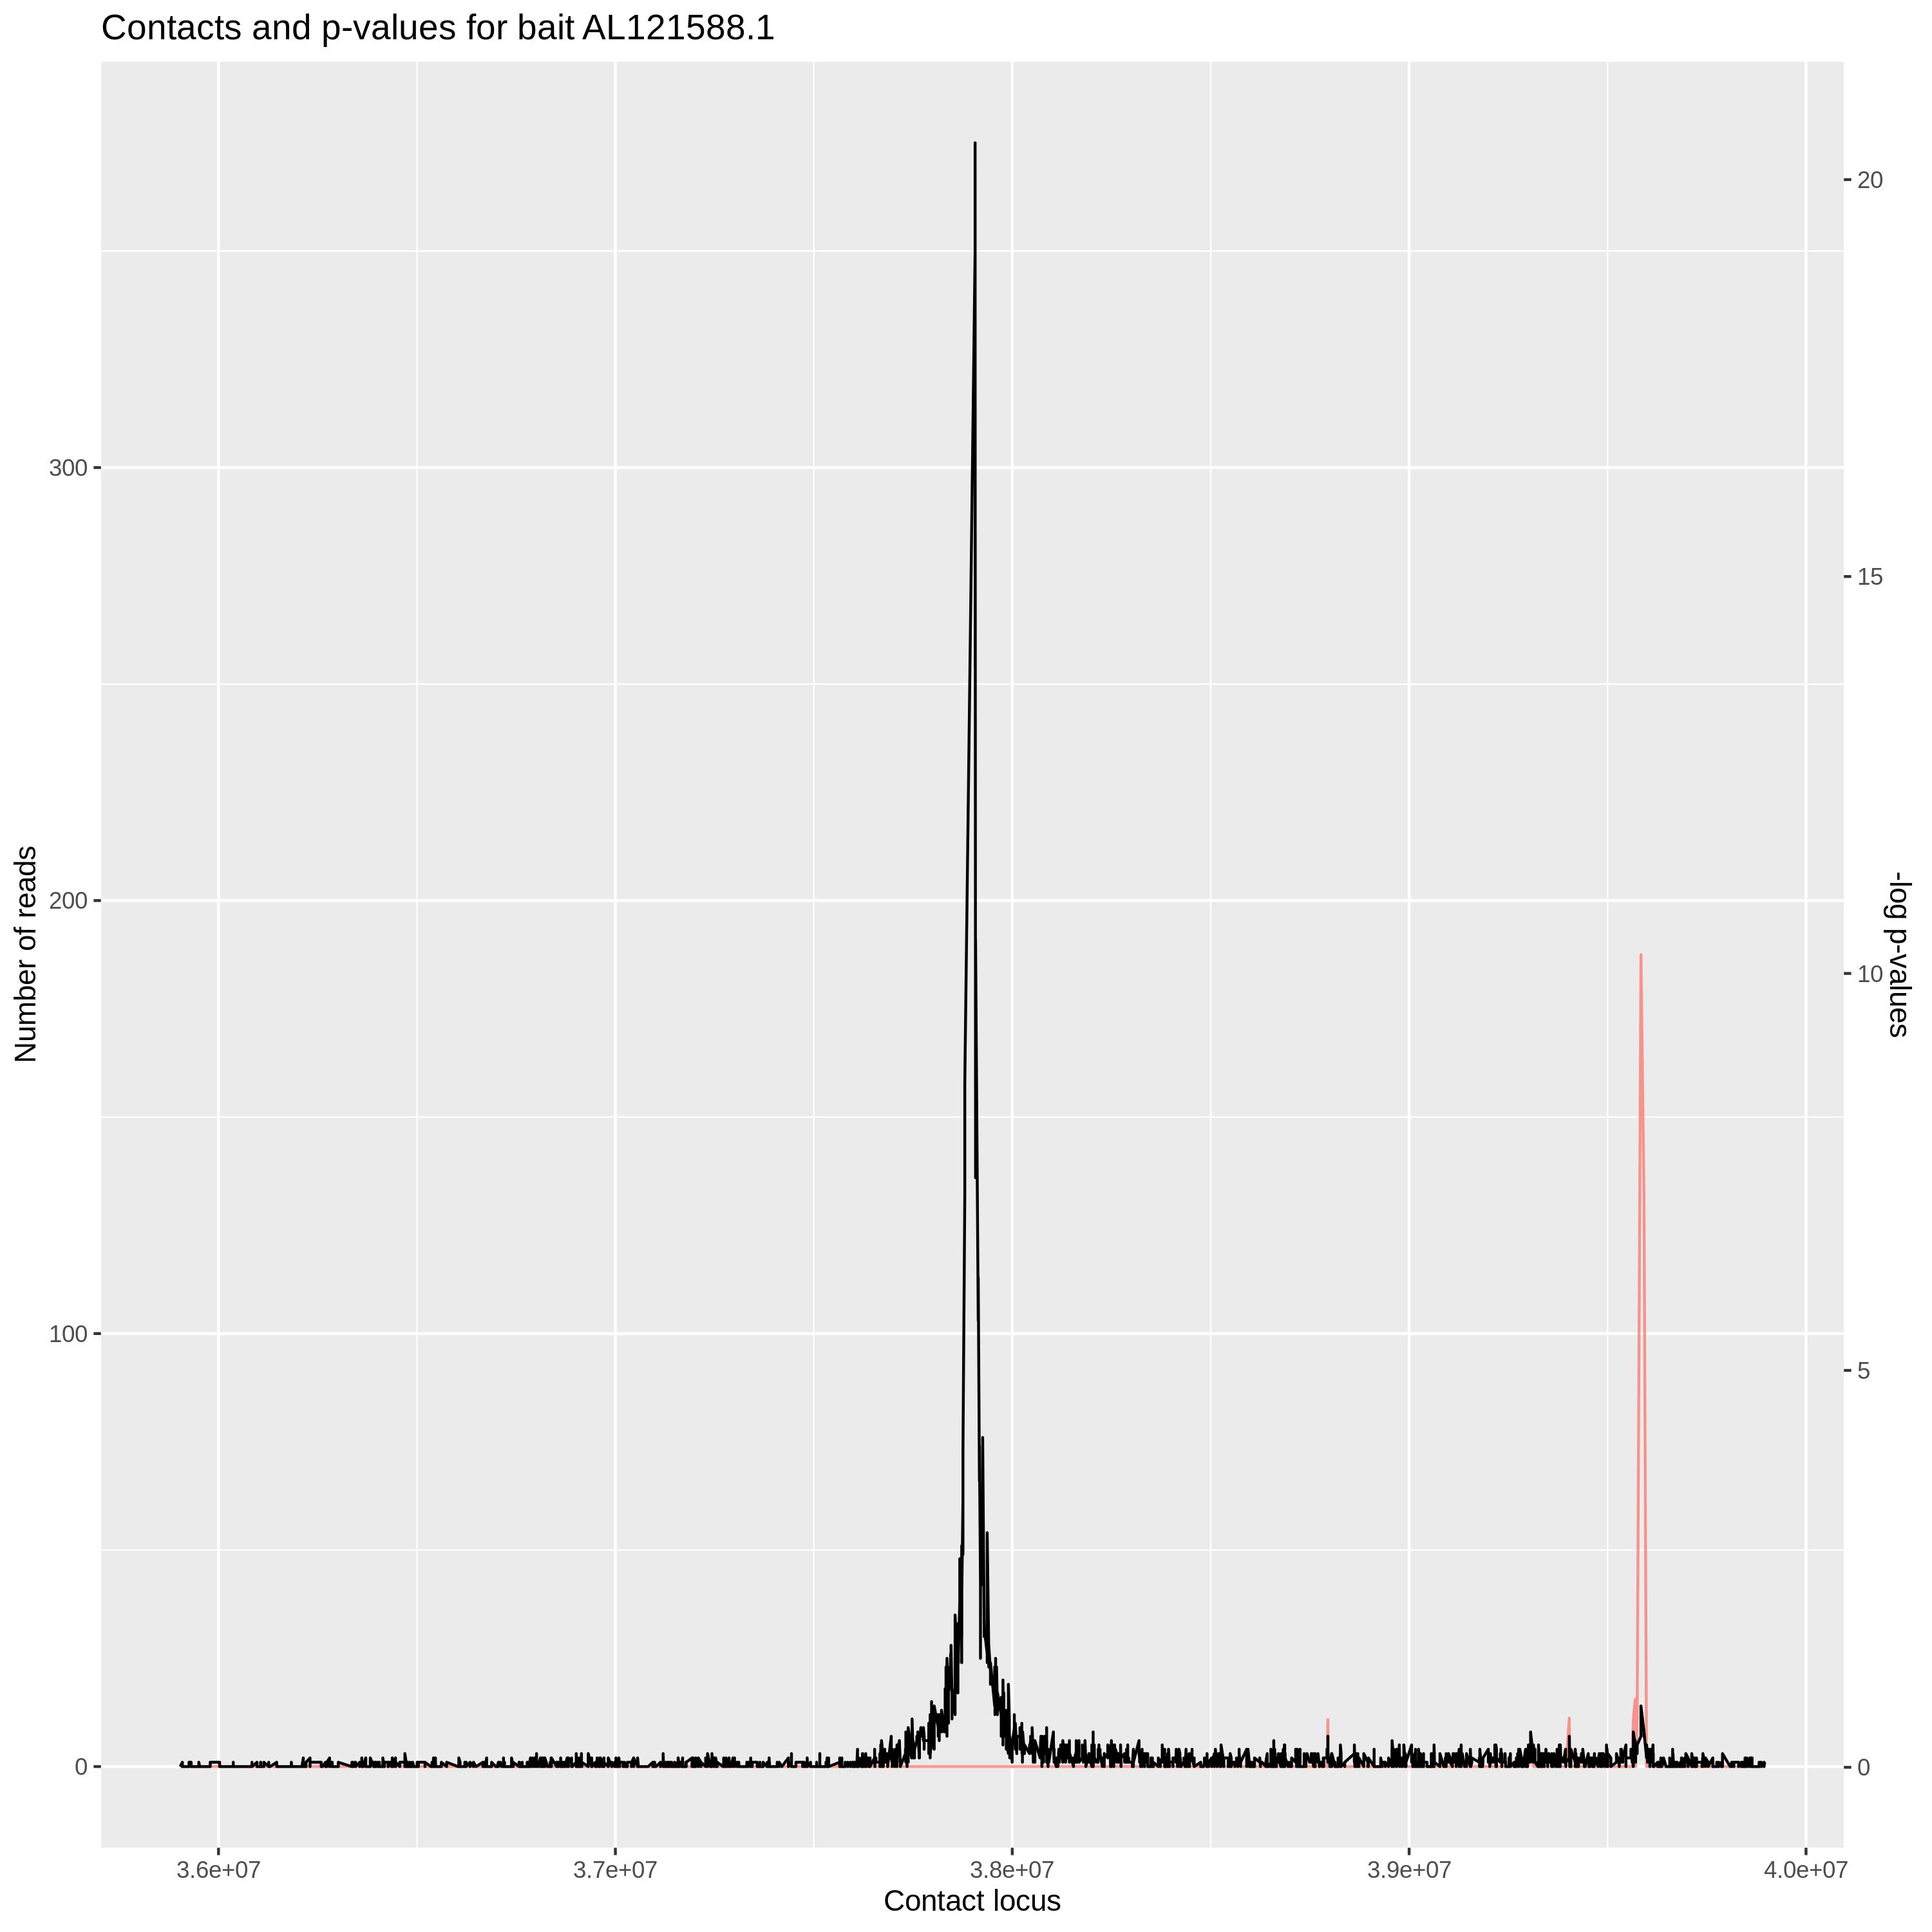 Contacts and p-values for bait AL121588.1
Number of reads
300
200
100
0
20
15
10
5
0
-log p-values
3.6e+07
3.7e+07
3.8e+07
3.9e+07
4.0e+07
Contact locus